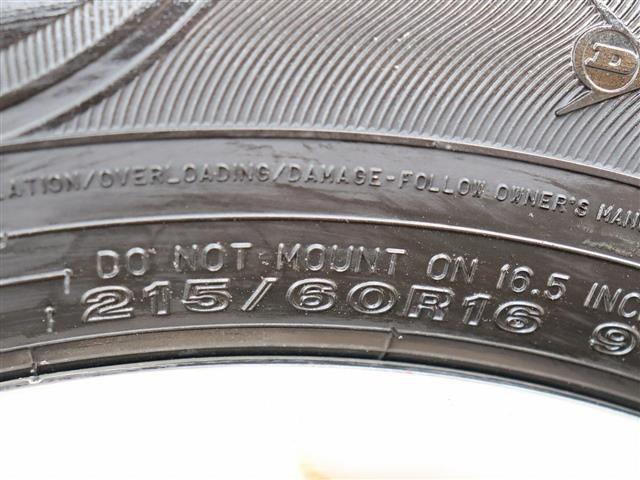 D
LATION/OVERLOADING/DAMAGE-FOLLOW OWNER'S MAN
DO NOT MOUNT ON 16.5 INC
215/60R16 9